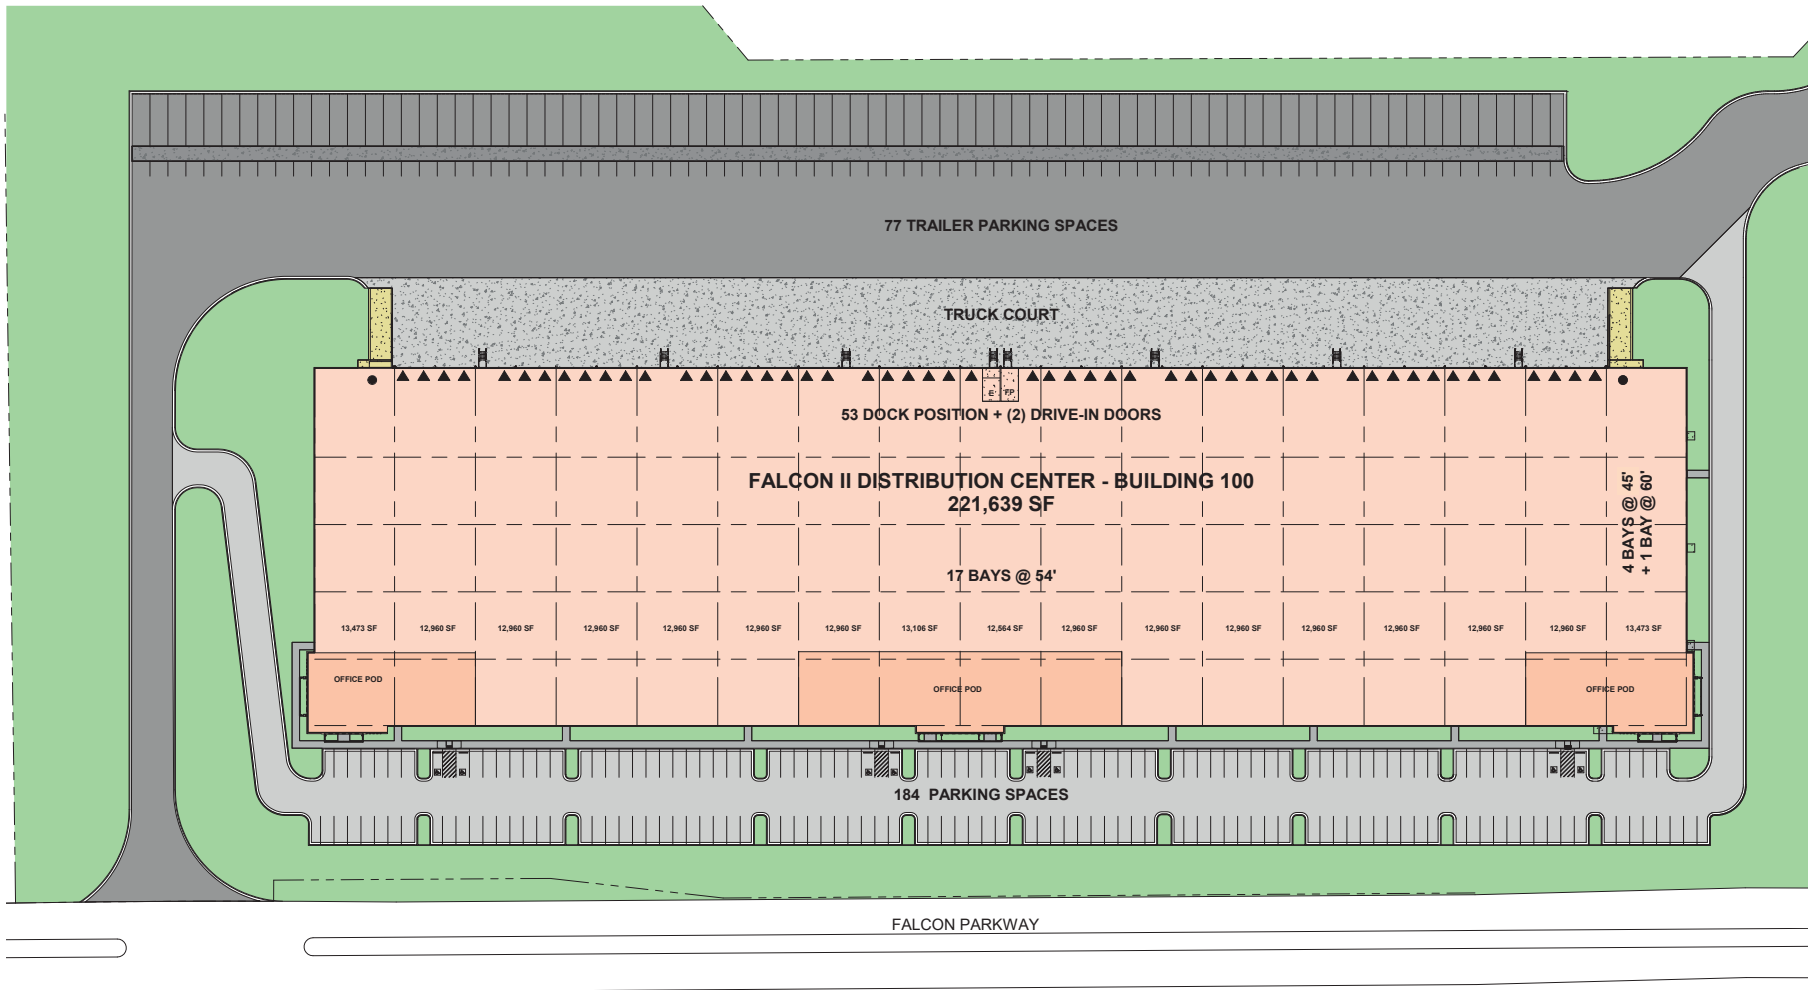 77 TRAILER PARKING SPACES
TRUCK COURT
E FP
53 DOCK POSITION + (2) DRIVE-IN DOORS
FALCON II DISTRIBUTION CENTER - BUILDING 100
221,639 SF
4 BAYS @ 45'
+ 1 BAY @ 60'
17 BAYS @ 54'
13,473 SF 12,960 SF 12,960 SF 12,960 SF 12,960 SF 12,960 SF 12,960 SF 13,106 SF 12,564 SF 12,960 SF 12,960 SF 12,960 SF 12,960 SF 12,960 SF 12,960 SF 12,960 SF 13,473 SF
OFFICE POD
OFFICE POD
OFFICE POD
184 PARKING SPACES
FALCON PARKWAY